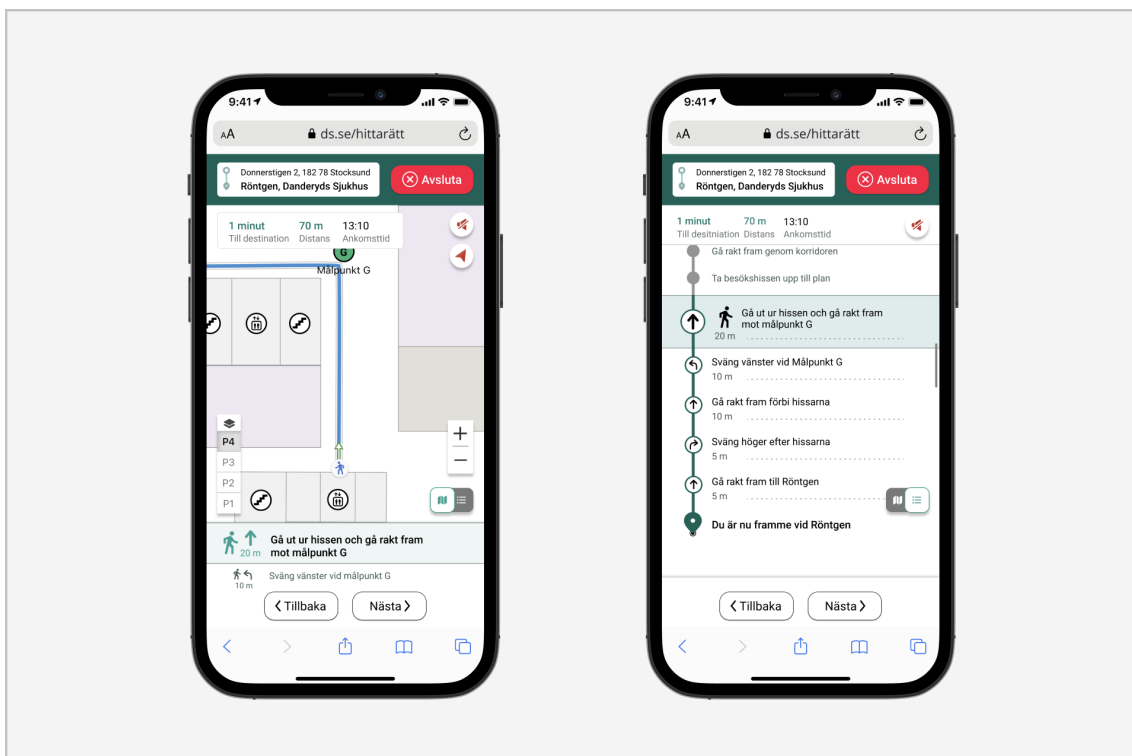 9:41
AA
ds.se/hittarätt
Donnerstigen 2, 182 78 Stocksund
Röntgen, Danderyds Sjukhus
Avsluta
1 minut 70 m 13:10
Till destination Distans Ankomsttid
G
Målpunkt G
P4
P3
P2
P1
+
−
20 m
Gå ut ur hissen och gå rakt fram
mot målpunkt G
10 m
Sväng vänster vid målpunkt G
Tillbaka
Nästa
9:41
AA
ds.se/hittarätt
Donnerstigen 2, 182 78 Stocksund
Röntgen, Danderyds Sjukhus
Avsluta
1 minut 70 m 13:10
Till desitniation Distans Ankomsttid
Gå rakt fram genom korridoren
Ta besökshissen upp till plan
Gå ut ur hissen och gå rakt fram
mot målpunkt G
20 m
Sväng vänster vid Målpunkt G
10 m
Gå rakt fram förbi hissarna
10 m
Sväng höger efter hissarna
5 m
Gå rakt fram till Röntgen
5 m
Du är nu framme vid Röntgen
Tillbaka
Nästa